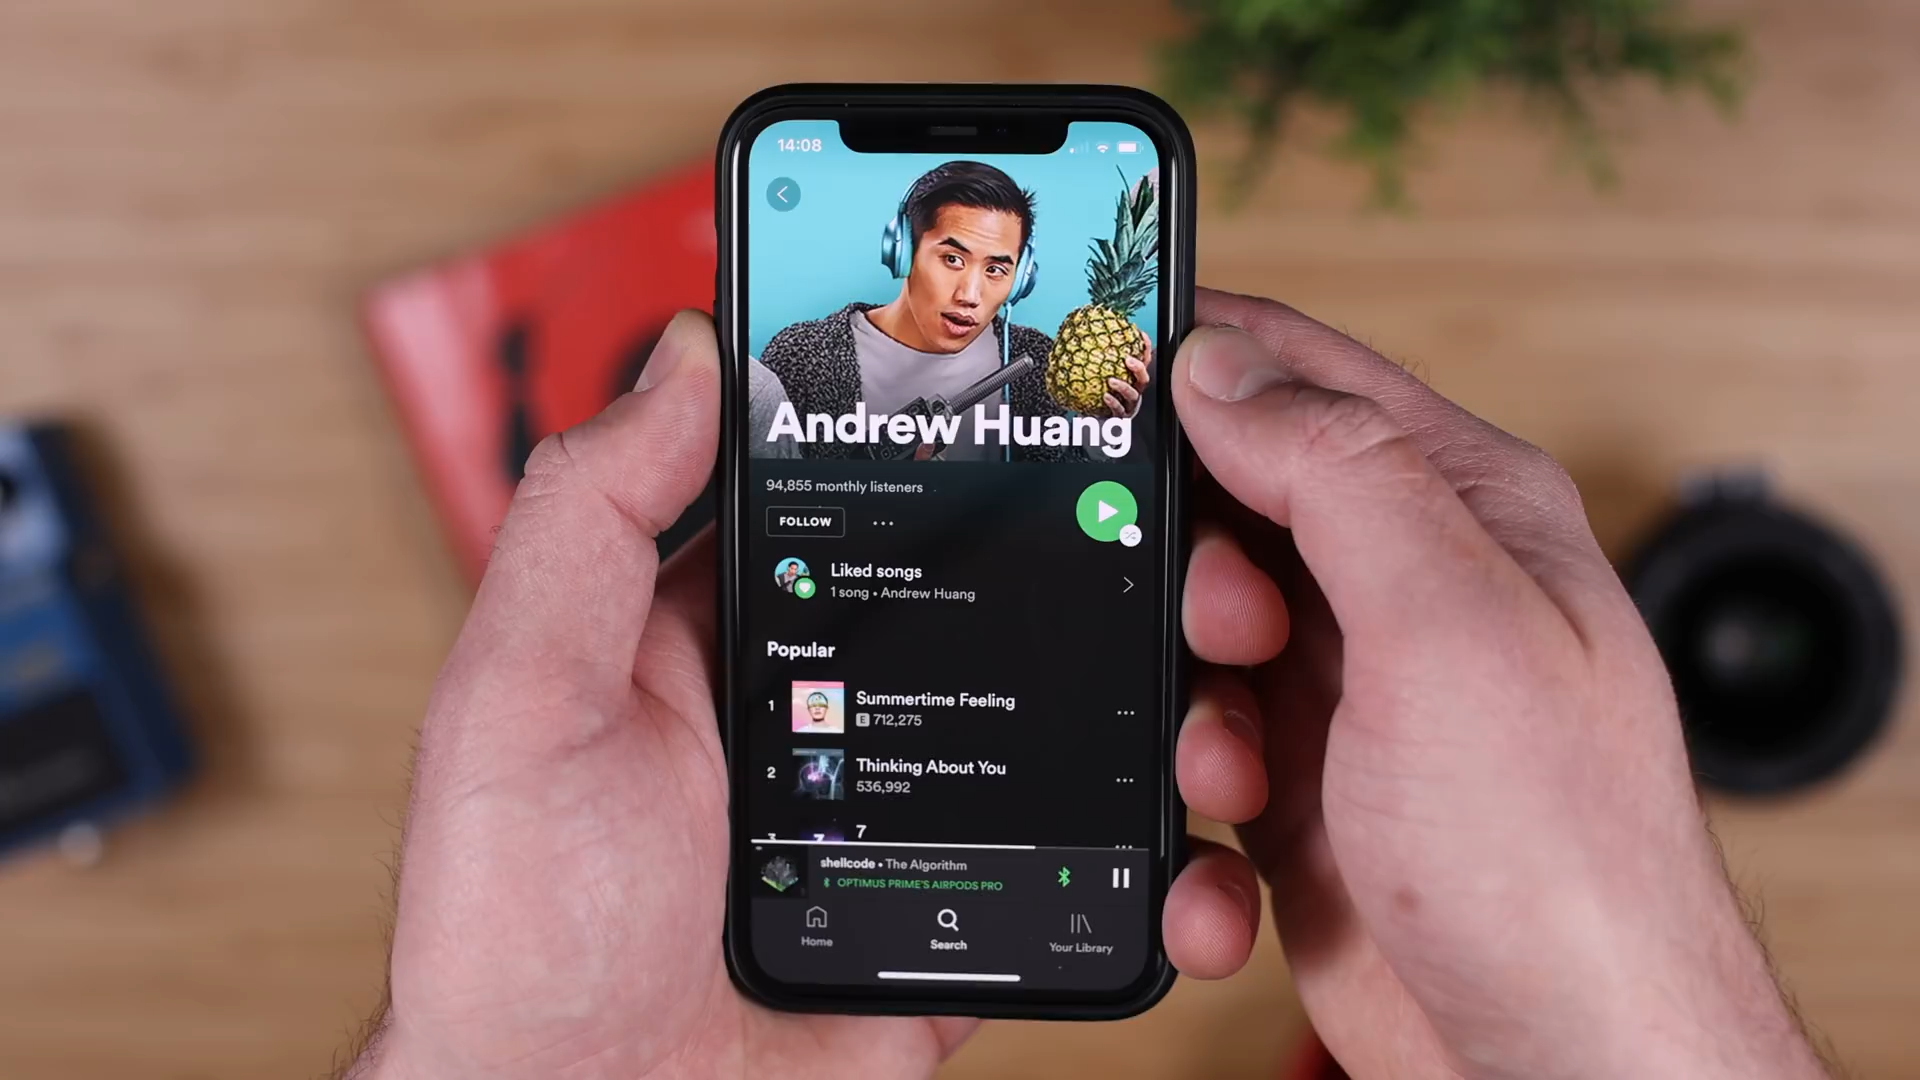 14:08
Andrew Huang
94,855 monthly listeners
FOLLOW
Liked songs
1 song • Andrew Huang
Popular
1
Summertime Feeling
E 712,275
2
Thinking About You
536,992
3
7
shellcode • The Algorithm
OPTIMUS PRIME'S AIRPODS PRO
Home
Search
Your Library